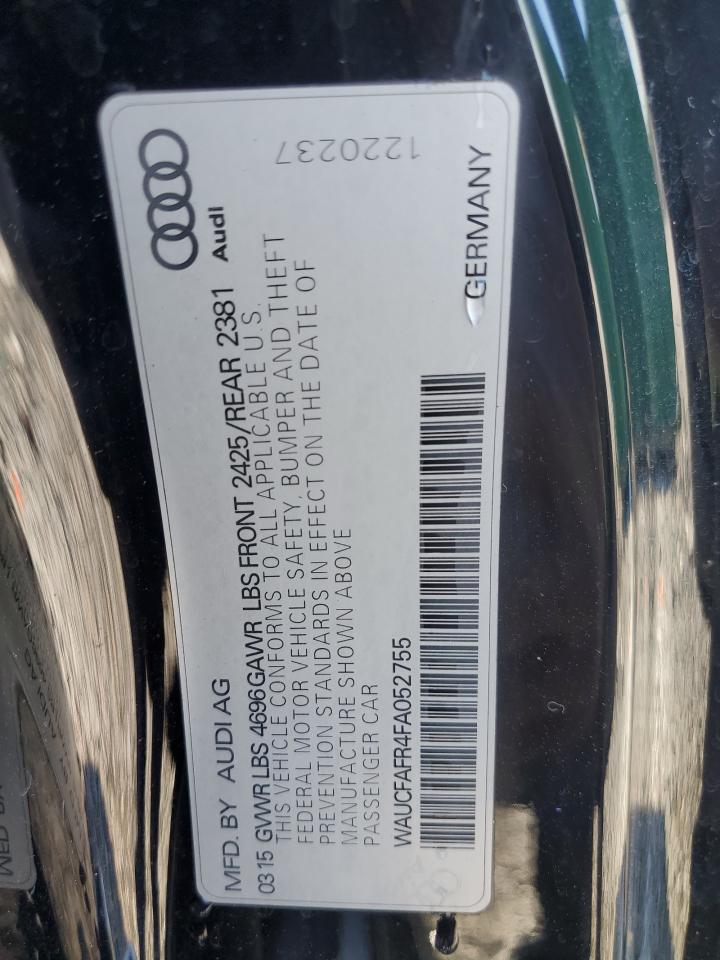 MFD. BY AUDI AG
Audi
03 15 GVWR LBS 4696GAWR LBS FRONT 2425/REAR 2381
THIS VEHICLE CONFORMS TO ALL APPLICABLE U.S.
FEDERAL MOTOR VEHICLE SAFETY, BUMPER AND THEFT
PREVENTION STANDARDS IN EFFECT ON THE DATE OF
MANUFACTURE SHOWN ABOVE
PASSENGER CAR
1220237
WAUCFAFR4FA052755
GERMANY